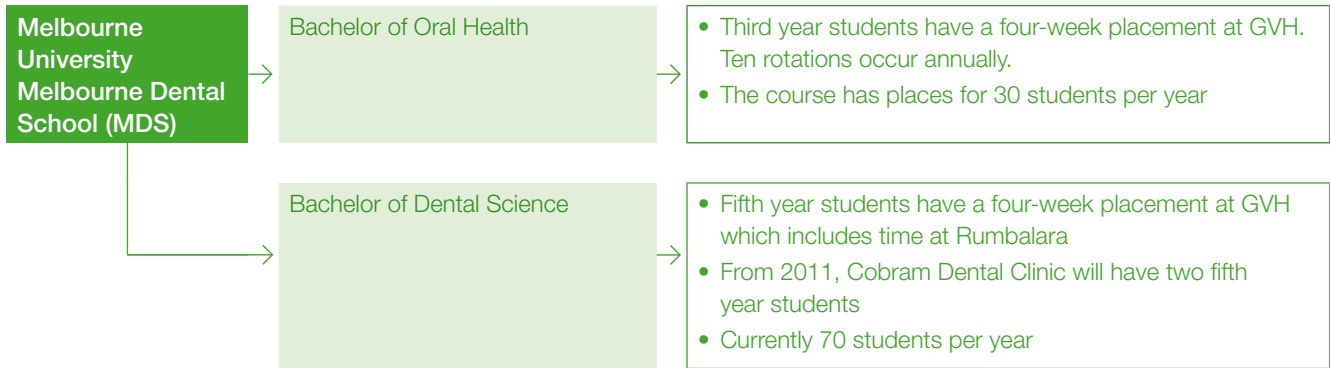 Melbourne
University
Melbourne Dental
School (MDS)
Bachelor of Oral Health
• Third year students have a four-week placement at GVH.
Ten rotations occur annually.
• The course has places for 30 students per year
Bachelor of Dental Science
• Fifth year students have a four-week placement at GVH
which includes time at Rumbalara
• From 2011, Cobram Dental Clinic will have two fifth
year students
• Currently 70 students per year